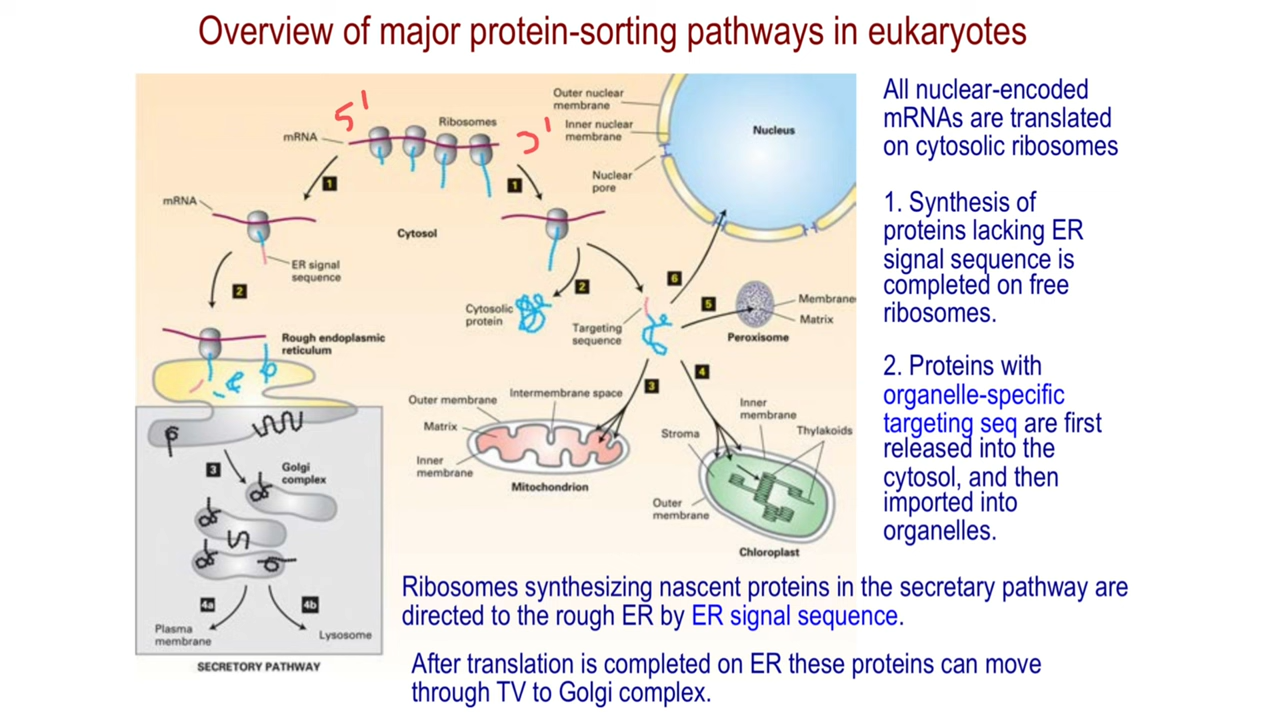 Overview of major protein-sorting pathways in eukaryotes
5'
3'
mRNA
Ribosomes
Outer nuclear
membrane
Inner nuclear
membrane
Nucleus
Nuclear
pore
1
1
mRNA
Cytosol
ER signal
sequence
2
2
6
5
Cytosolic
protein
Targeting
sequence
Membrane
Matrix
Peroxisome
Rough endoplasmic
reticulum
3
4
Outer membrane
Intermembrane space
Matrix
Inner
membrane
Mitochondrion
Inner
membrane
Stroma
Thylakoids
Outer
membrane
Chloroplast
3
Golgi
complex
4a
4b
Plasma
membrane
Lysosome
SECRETORY PATHWAY
All nuclear-encoded
mRNAs are translated
on cytosolic ribosomes
1. Synthesis of
proteins lacking ER
signal sequence is
completed on free
ribosomes.
2. Proteins with
organelle-specific
targeting seq are first
released into the
cytosol, and then
imported into
organelles.
Ribosomes synthesizing nascent proteins in the secretary pathway are
directed to the rough ER by ER signal sequence.
After translation is completed on ER these proteins can move
through TV to Golgi complex.